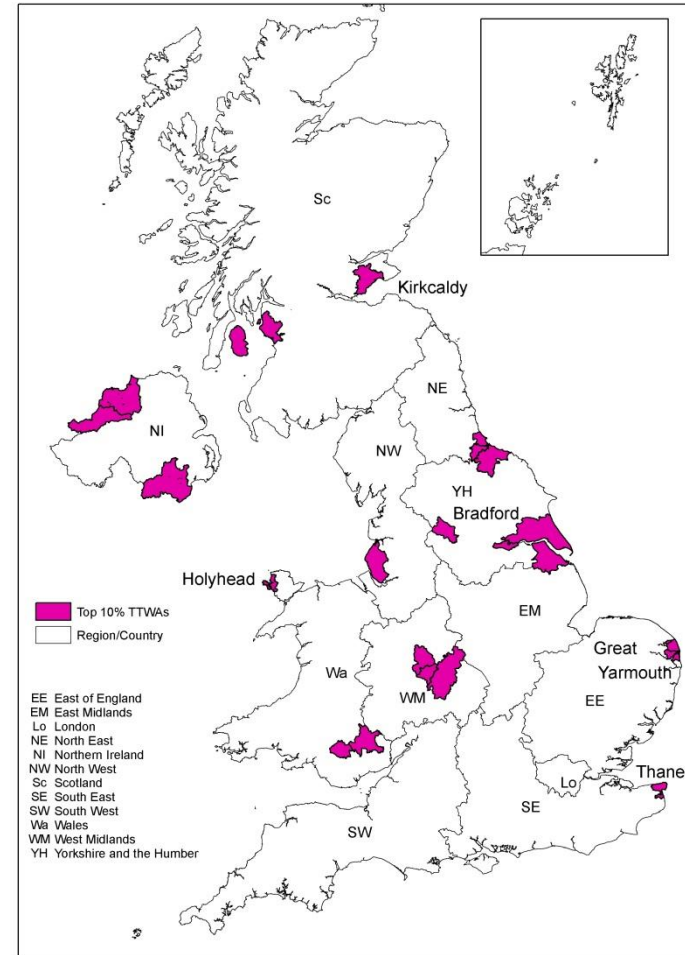 Sc
Kirkcaldy
NE
NI
NW
YH
Bradford
Holyhead
EM
Top 10% TTWAs
Region/Country
Great
Yarmouth
Wa
WM
EE
Thane
Lo
SE
SW
EE East of England
EM East Midlands
Lo London
NE North East
NI Northern Ireland
NW North West
Sc Scotland
SE South East
SW South West
Wa Wales
WM West Midlands
YH Yorkshire and the Humber